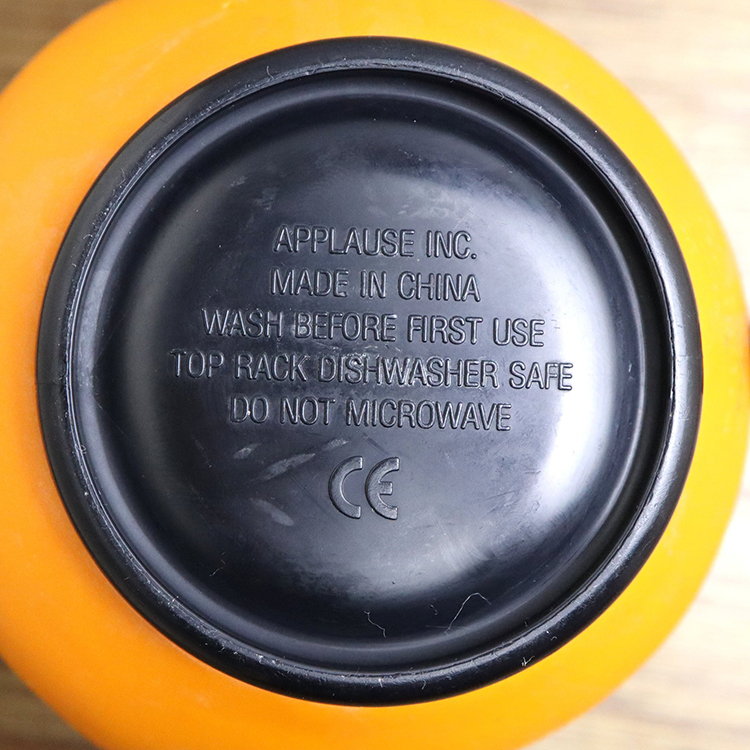 APPLAUSE INC.
MADE IN CHINA
WASH BEFORE FIRST USE
TOP RACK DISHWASHER SAFE
DO NOT MICROWAVE
CE